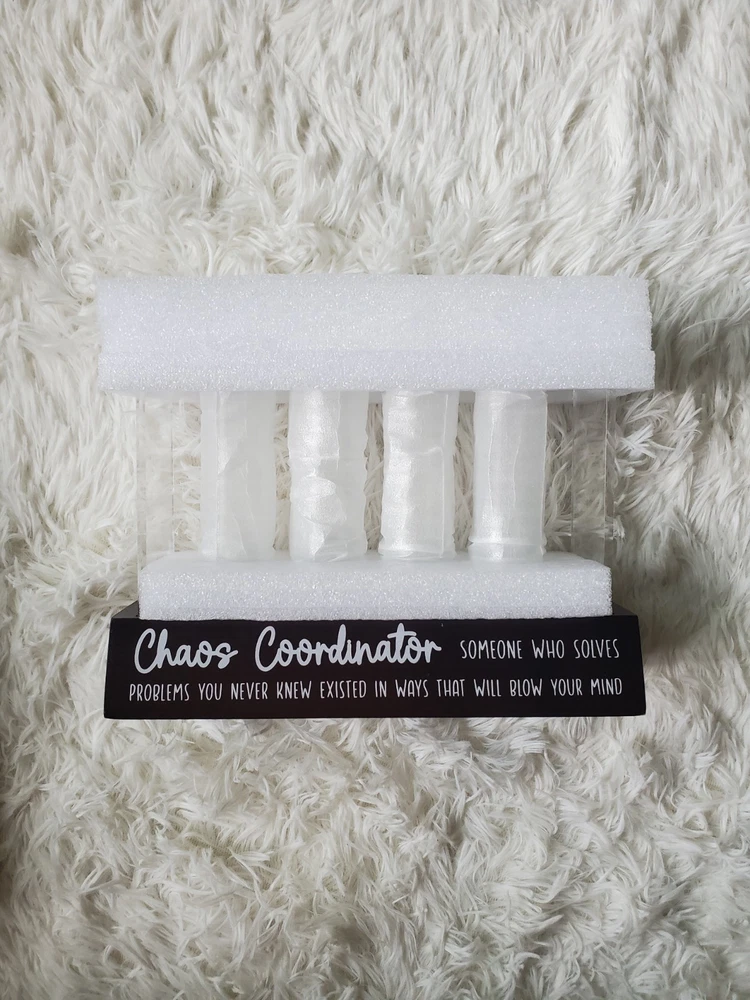 Chaos Coordinator SOMEONE WHO SOLVES
PROBLEMS YOU NEVER KNEW EXISTED IN WAYS THAT WILL BLOW YOUR MIND